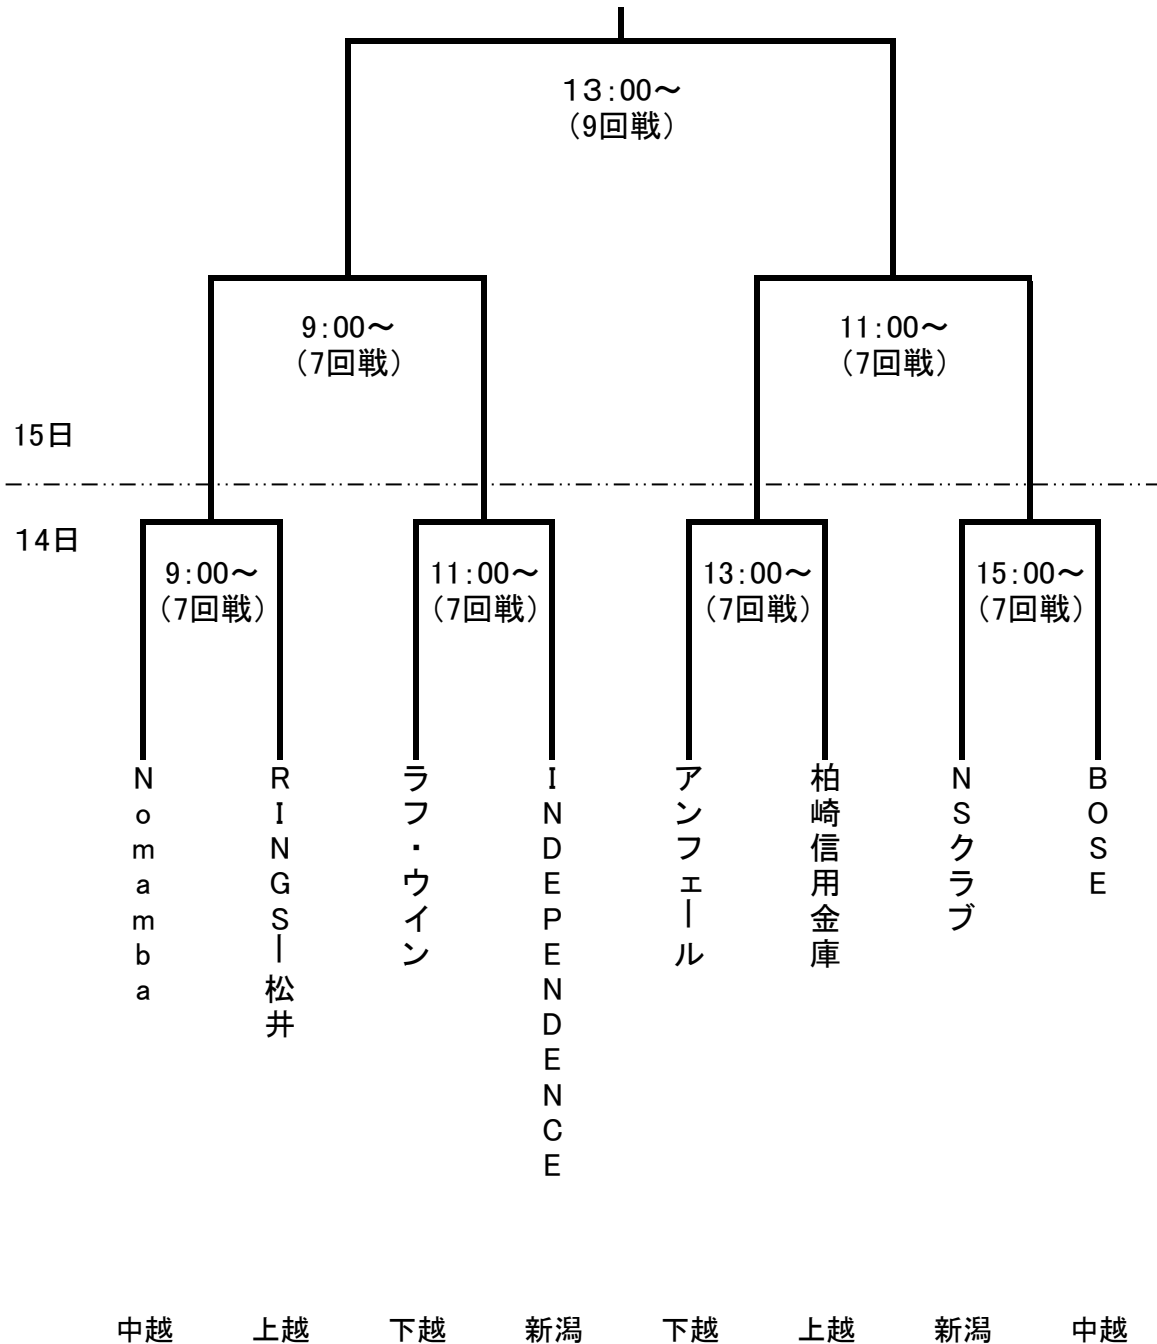 13:00～
（9回戦）
9:00～
（7回戦）
11:00～
（7回戦）
15日
14日
9:00～
（7回戦）
11:00～
（7回戦）
13:00～
（7回戦）
15:00～
（7回戦）
Nomamba
RINGSー松井
ラフ・ウイン
INDEPENDENCE
アンフェール
柏崎信用金庫
NSクラブ
BOSE
中越
上越
下越
新潟
下越
上越
新潟
中越